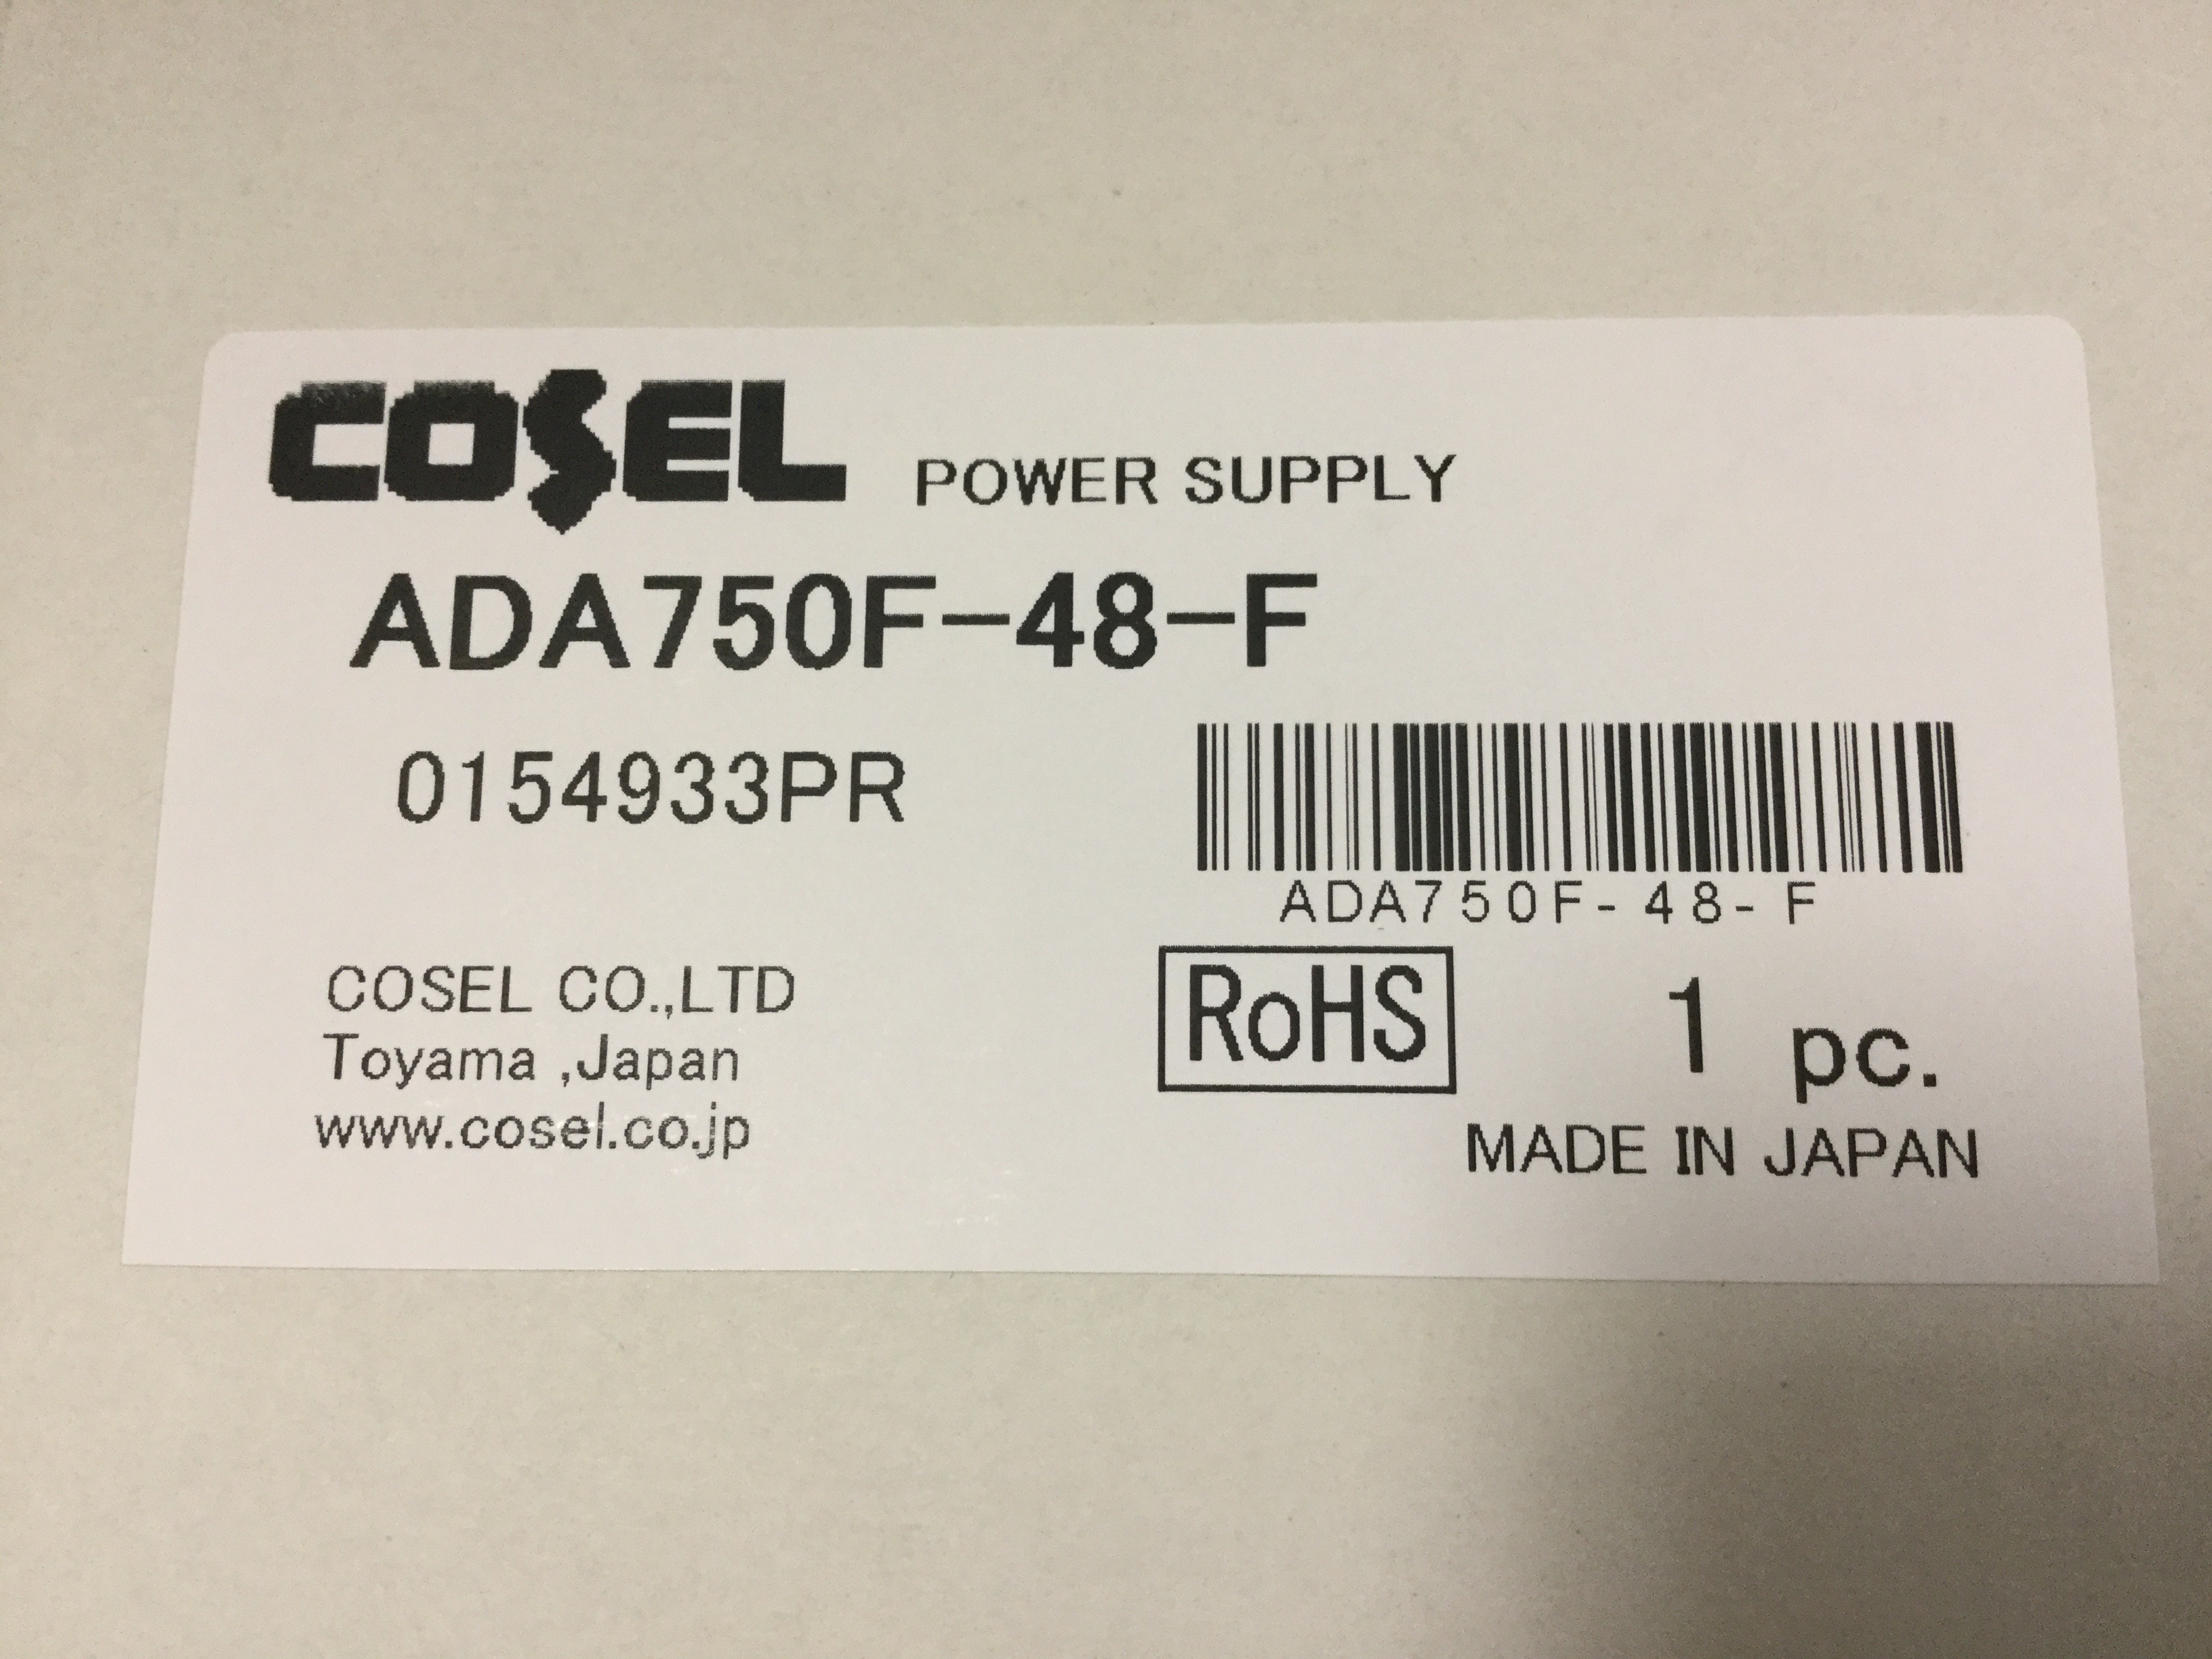 COSEL POWER SUPPLY
ADA750F-48-F
0154933PR
ADA750F-48-F
COSEL CO.,LTD
Toyama ,Japan
www.cosel.co.jp
RoHS
1 pc.
MADE IN JAPAN